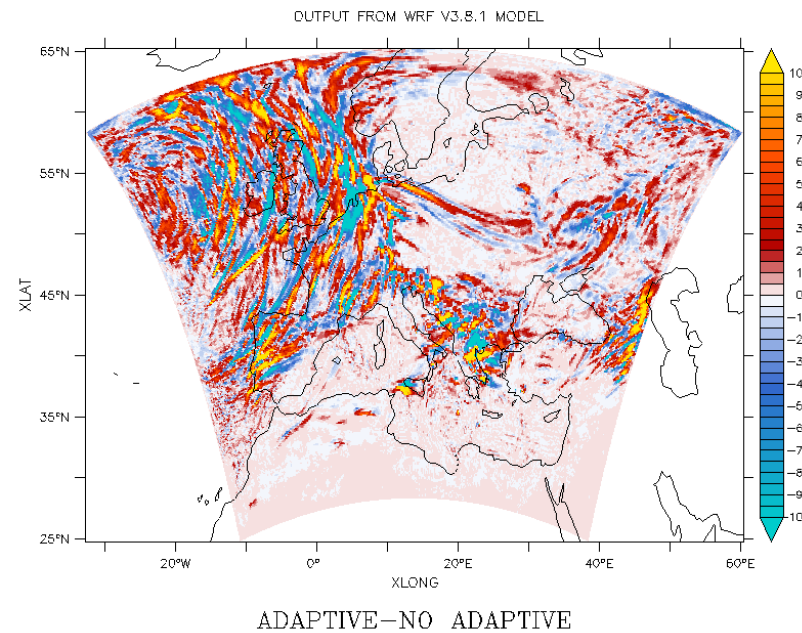 OUTPUT FROM WRF V3.8.1 MODEL
65°N
55°N
45°N
35°N
25°N
XLAT
20°W 0° 20°E 40°E 60°E
XLONG
10
9
8
7
6
5
4
3
2
1
0
-1
-2
-3
-4
-5
-6
-7
-8
-9
-10
ADAPTIVE-NO ADAPTIVE